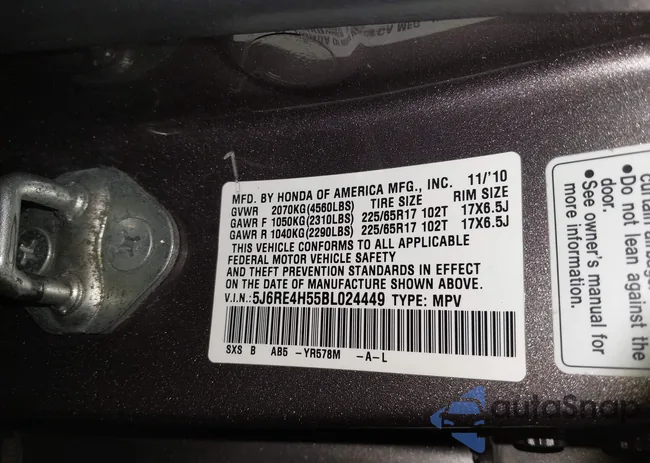 MFD. BY HONDA OF AMERICA MFG., INC. 11/'10
GVWR 2070KG(4560LBS) TIRE SIZE RIM SIZE
GAWR F 1050KG(2310LBS) 225/65R17 102T 17X6.5J
GAWR R 1040KG(2290LBS) 225/65R17 102T 17X6.5J
THIS VEHICLE CONFORMS TO ALL APPLICABLE
FEDERAL MOTOR VEHICLE SAFETY
AND THEFT PREVENTION STANDARDS IN EFFECT
ON THE DATE OF MANUFACTURE SHOWN ABOVE.
V.I.N.: 5J6RE4H55BL024449 TYPE: MPV
SXS B AB5 -YR578M -A-L
door.
• Do not lean against the
• See owner's manual for
more information.
autoSnap